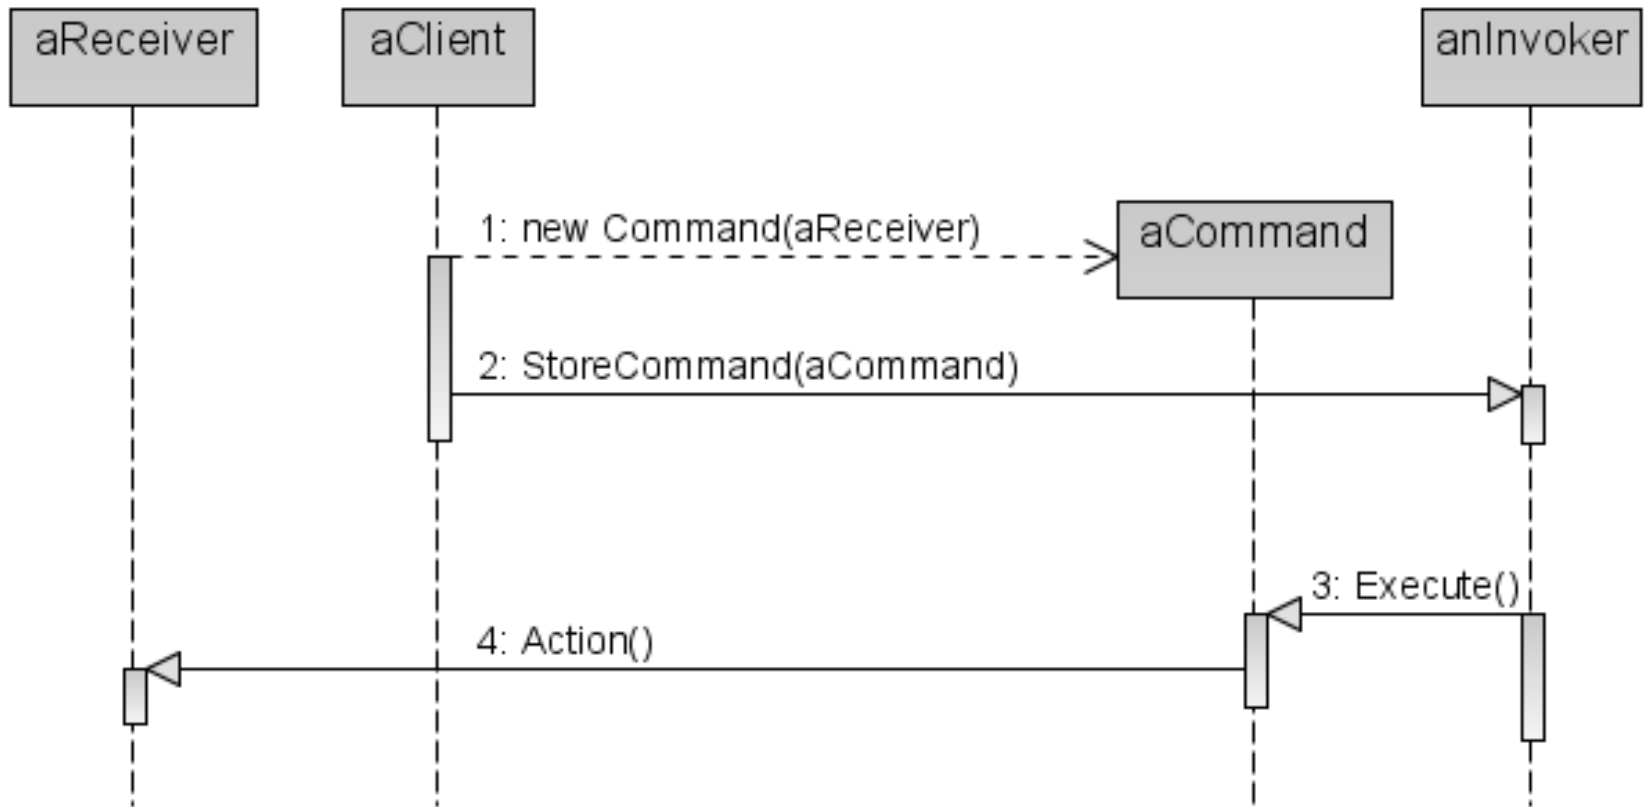 aReceiver
aClient
anInvoker
1: new Command(aReceiver)
aCommand
2: StoreCommand(aCommand)
3: Execute()
4: Action()